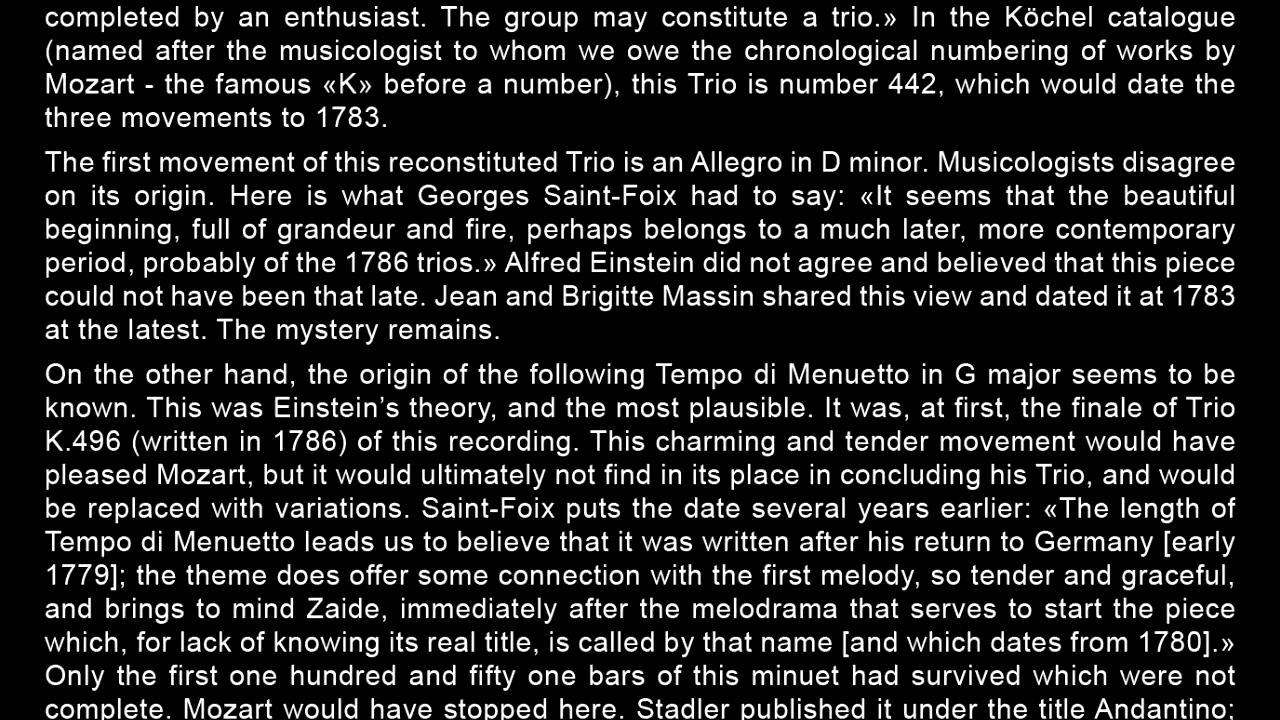 completed by an enthusiast. The group may constitute a trio.» In the Köchel catalogue
(named after the musicologist to whom we owe the chronological numbering of works by
Mozart - the famous «K» before a number), this Trio is number 442, which would date the
three movements to 1783.
The first movement of this reconstituted Trio is an Allegro in D minor. Musicologists disagree
on its origin. Here is what Georges Saint-Foix had to say: «It seems that the beautiful
beginning, full of grandeur and fire, perhaps belongs to a much later, more contemporary
period, probably of the 1786 trios.» Alfred Einstein did not agree and believed that this piece
could not have been that late. Jean and Brigitte Massin shared this view and dated it at 1783
at the latest. The mystery remains.
On the other hand, the origin of the following Tempo di Menuetto in G major seems to be
known. This was Einstein’s theory, and the most plausible. It was, at first, the finale of Trio
K.496 (written in 1786) of this recording. This charming and tender movement would have
pleased Mozart, but it would ultimately not find in its place in concluding his Trio, and would
be replaced with variations. Saint-Foix puts the date several years earlier: «The length of
Tempo di Menuetto leads us to believe that it was written after his return to Germany [early
1779]; the theme does offer some connection with the first melody, so tender and graceful,
and brings to mind Zaide, immediately after the melodrama that serves to start the piece
which, for lack of knowing its real title, is called by that name [and which dates from 1780].»
Only the first one hundred and fifty one bars of this minuet had survived which were not
complete. Mozart would have stopped here. Stadler published it under the title Andantino;